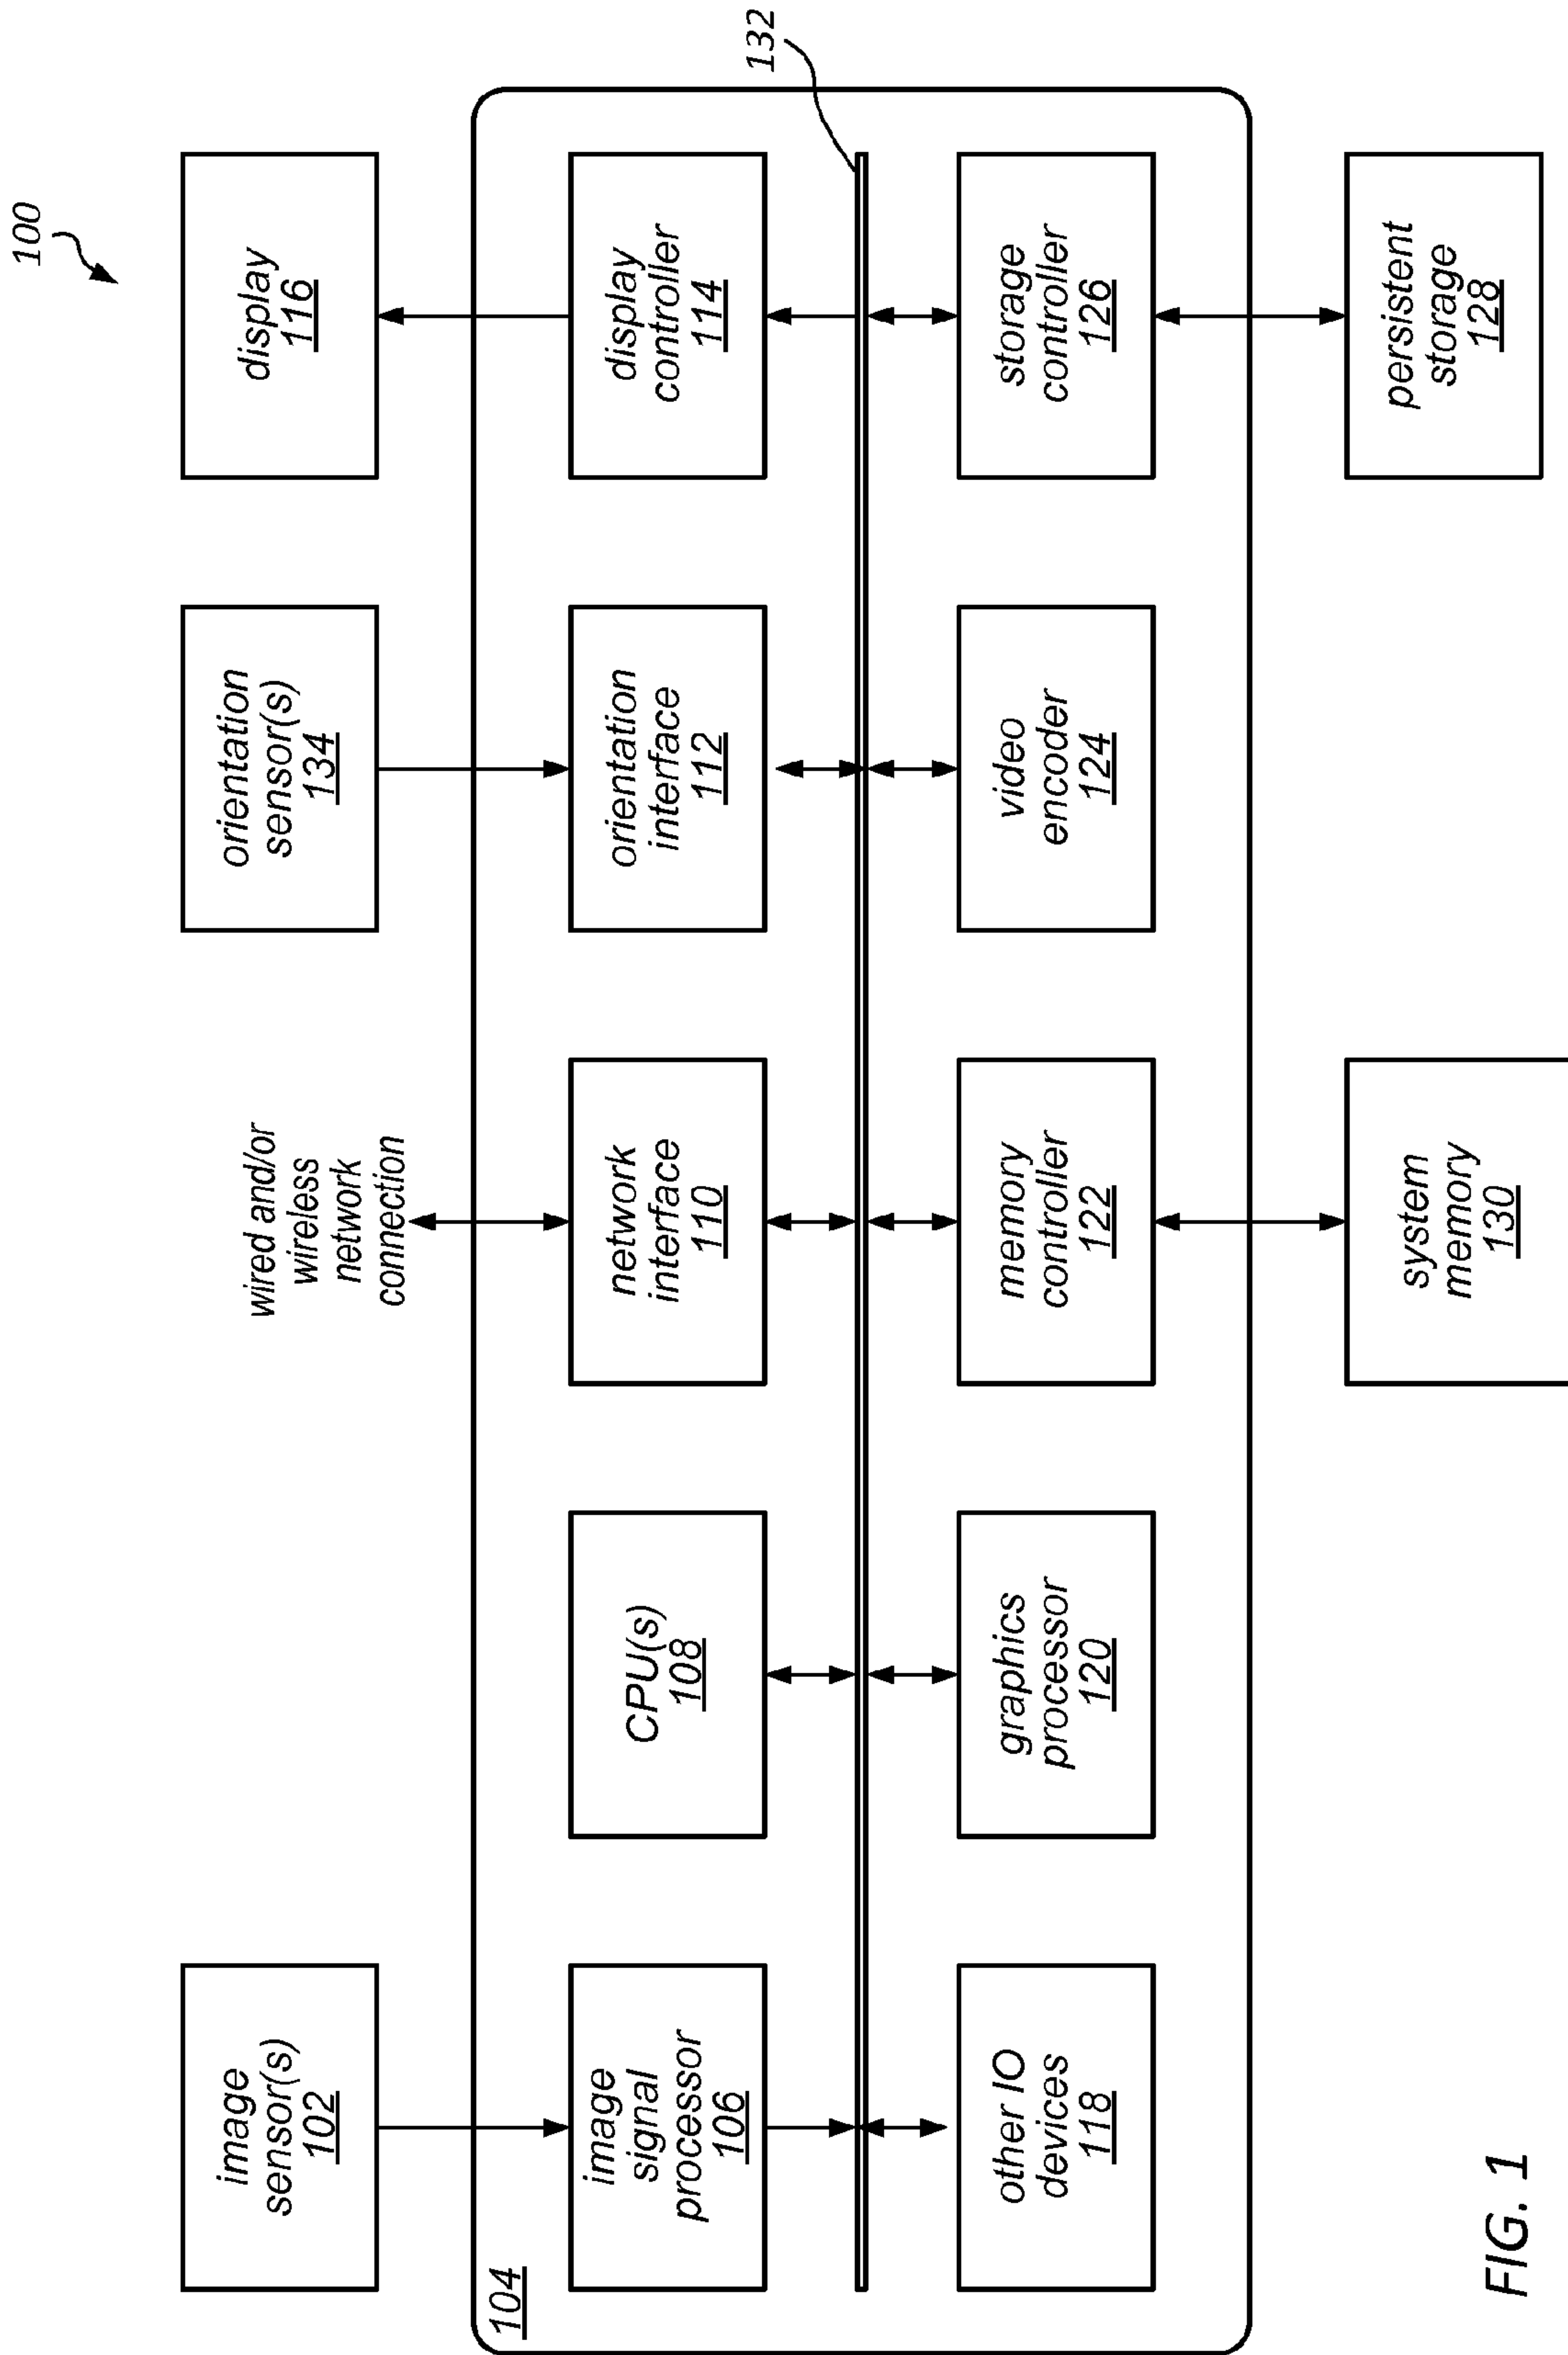 100
image
sensor(s)
102
wired and/or
wireless
network
connection
orientation
sensor(s)
134
display
116
104
image
signal
processor
106
CPU(s)
108
network
interface
110
orientation
interface
112
display
controller
114
132
other IO
devices
118
graphics
processor
120
memory
controller
122
video
encoder
124
storage
controller
126
system
memory
130
persistent
storage
128
FIG. 1